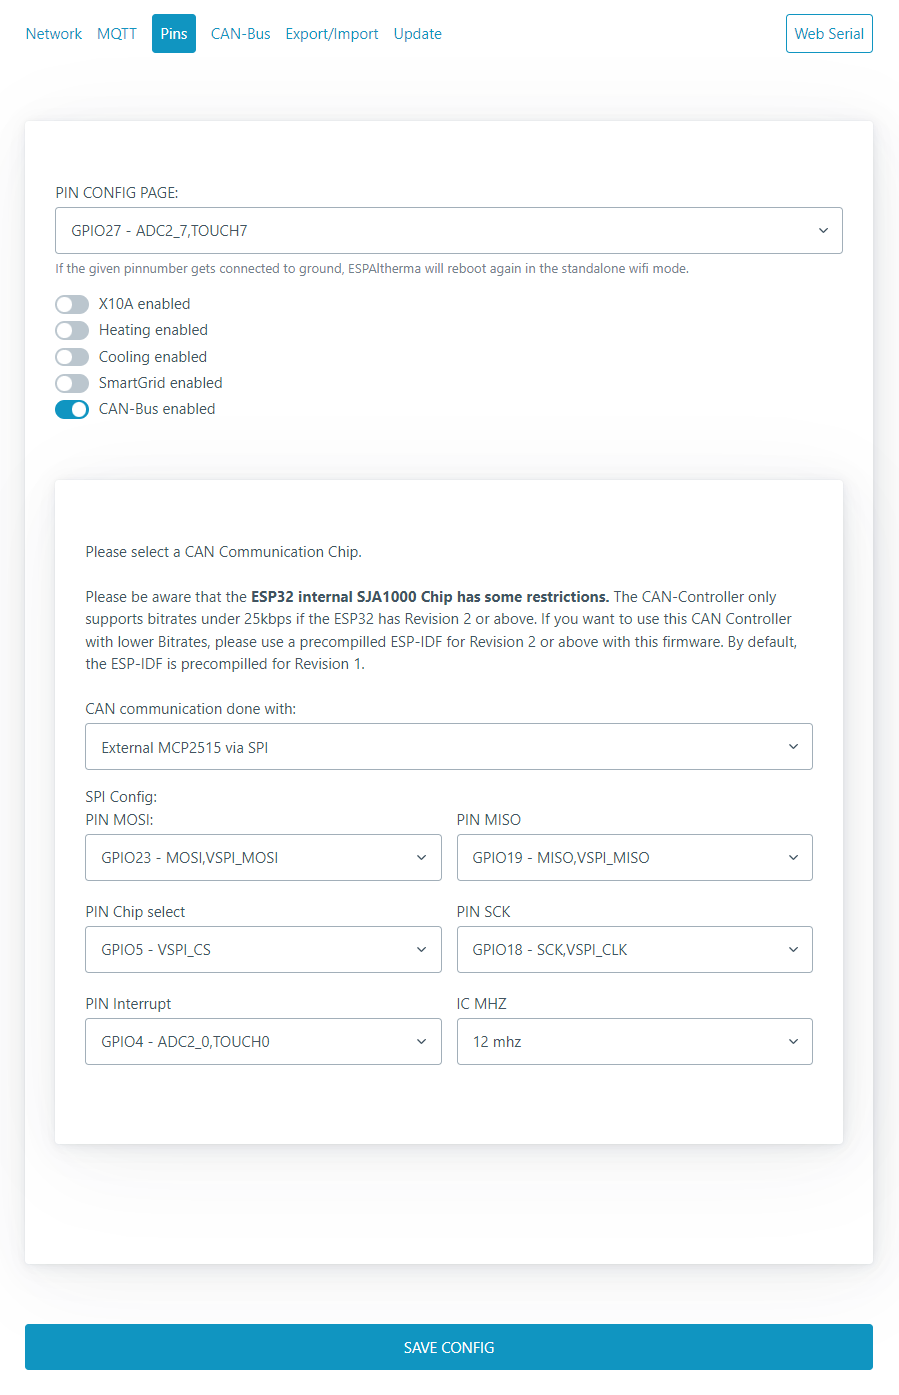 Network MQTT Pins CAN-Bus Export/Import Update Web Serial
PIN CONFIG PAGE:
GPIO27 - ADC2_7,TOUCH7
If the given pinnumber gets connected to ground, ESPAltherma will reboot again in the standalone wifi mode.
X10A enabled
Heating enabled
Cooling enabled
SmartGrid enabled
CAN-Bus enabled
Please select a CAN Communication Chip.
Please be aware that the ESP32 internal SJA1000 Chip has some restrictions. The CAN-Controller only
supports bitrates under 25kbps if the ESP32 has Revision 2 or above. If you want to use this CAN Controller
with lower Bitrates, please use a precompilled ESP-IDF for Revision 2 or above with this firmware. By default,
the ESP-IDF is precompilled for Revision 1.
CAN communication done with:
External MCP2515 via SPI
SPI Config:
PIN MOSI:
GPIO23 - MOSI,VSPI_MOSI
PIN MISO
GPIO19 - MISO,VSPI_MISO
PIN Chip select
GPIO5 - VSPI_CS
PIN SCK
GPIO18 - SCK,VSPI_CLK
PIN Interrupt
GPIO4 - ADC2_0,TOUCH0
IC MHZ
12 mhz
SAVE CONFIG